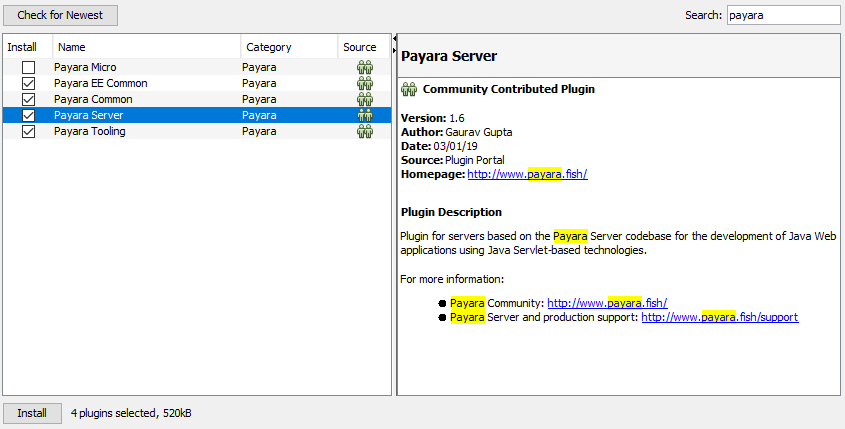 Check for Newest
Search: payara
Install Name Category Source
Payara Micro Payara
Payara EE Common Payara
Payara Common Payara
Payara Server Payara
Payara Tooling Payara
Payara Server
Community Contributed Plugin
Version: 1.6
Author: Gaurav Gupta
Date: 03/01/19
Source: Plugin Portal
Homepage: http://www.payara.fish/
Plugin Description
Plugin for servers based on the Payara Server codebase for the development of Java Web
applications using Java Servlet-based technologies.
For more information:
Payara Community: http://www.payara.fish/
Payara Server and production support: http://www.payara.fish/support
Install 4 plugins selected, 520kB